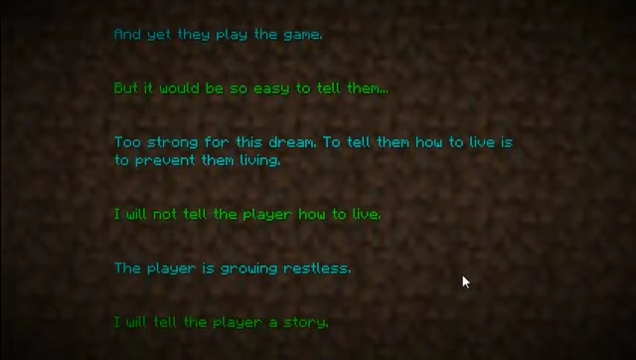 And yet they play the game.
But it would be so easy to tell them...
Too strong for this dream. To tell them how to live is
to prevent them living.
I will not tell the player how to live.
The player is growing restless.
I will tell the player a story.